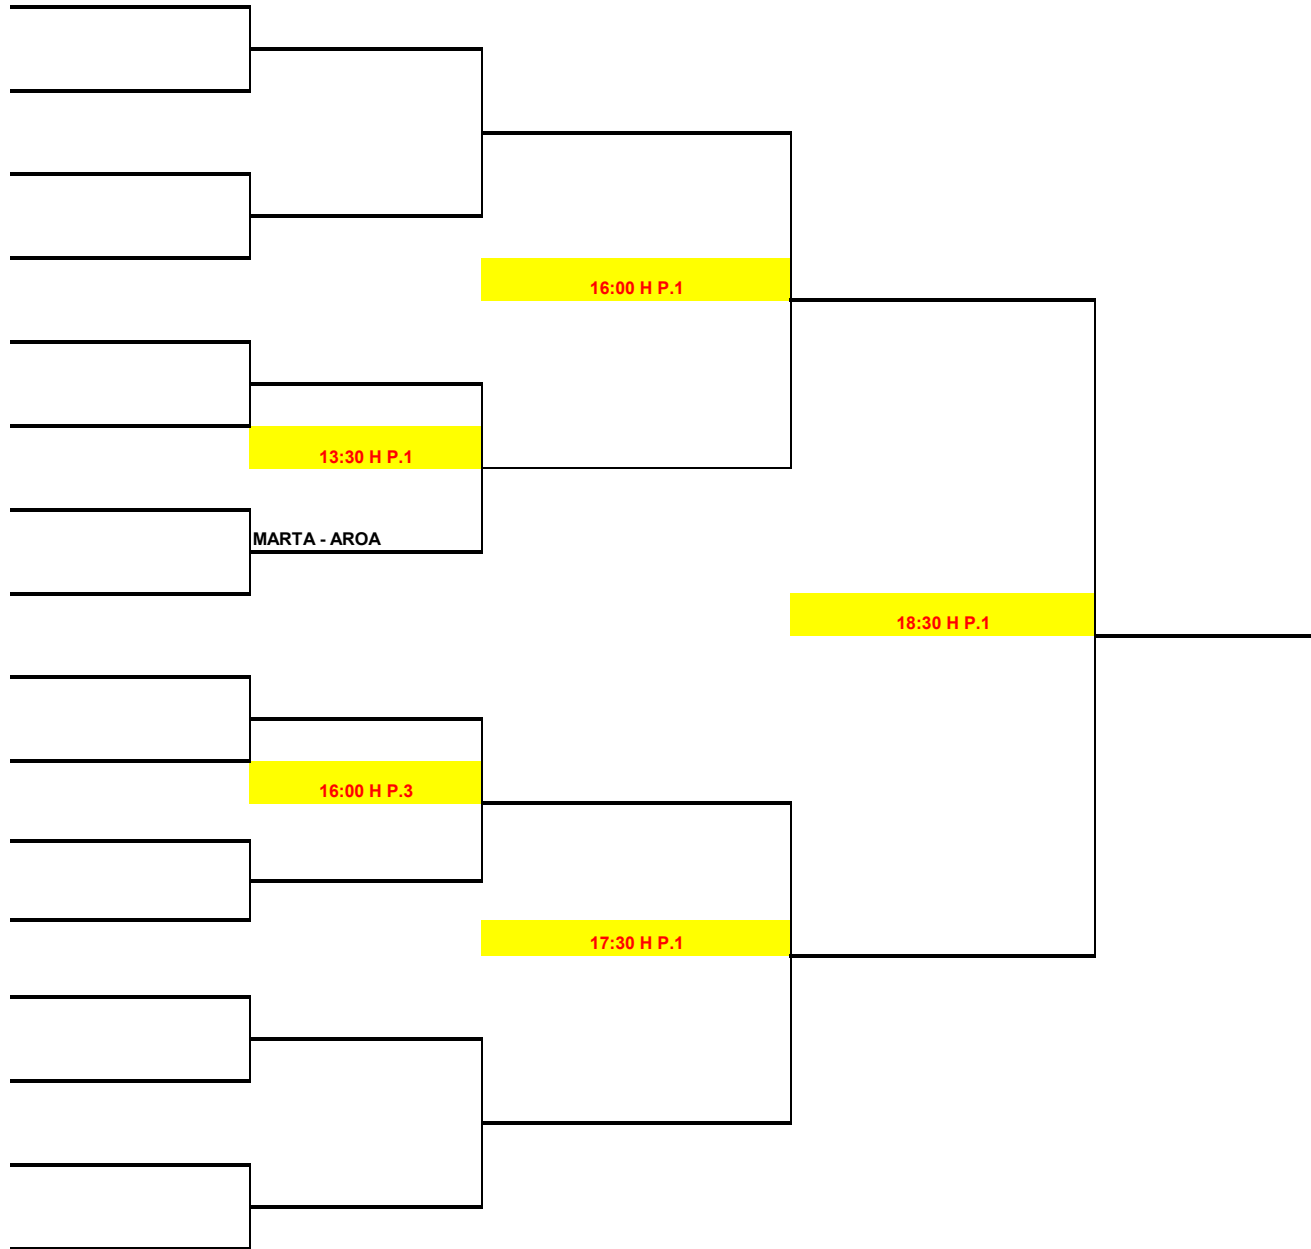 16:00 H P.1
13:30 H P.1
MARTA - AROA
18:30 H P.1
16:00 H P.3
17:30 H P.1